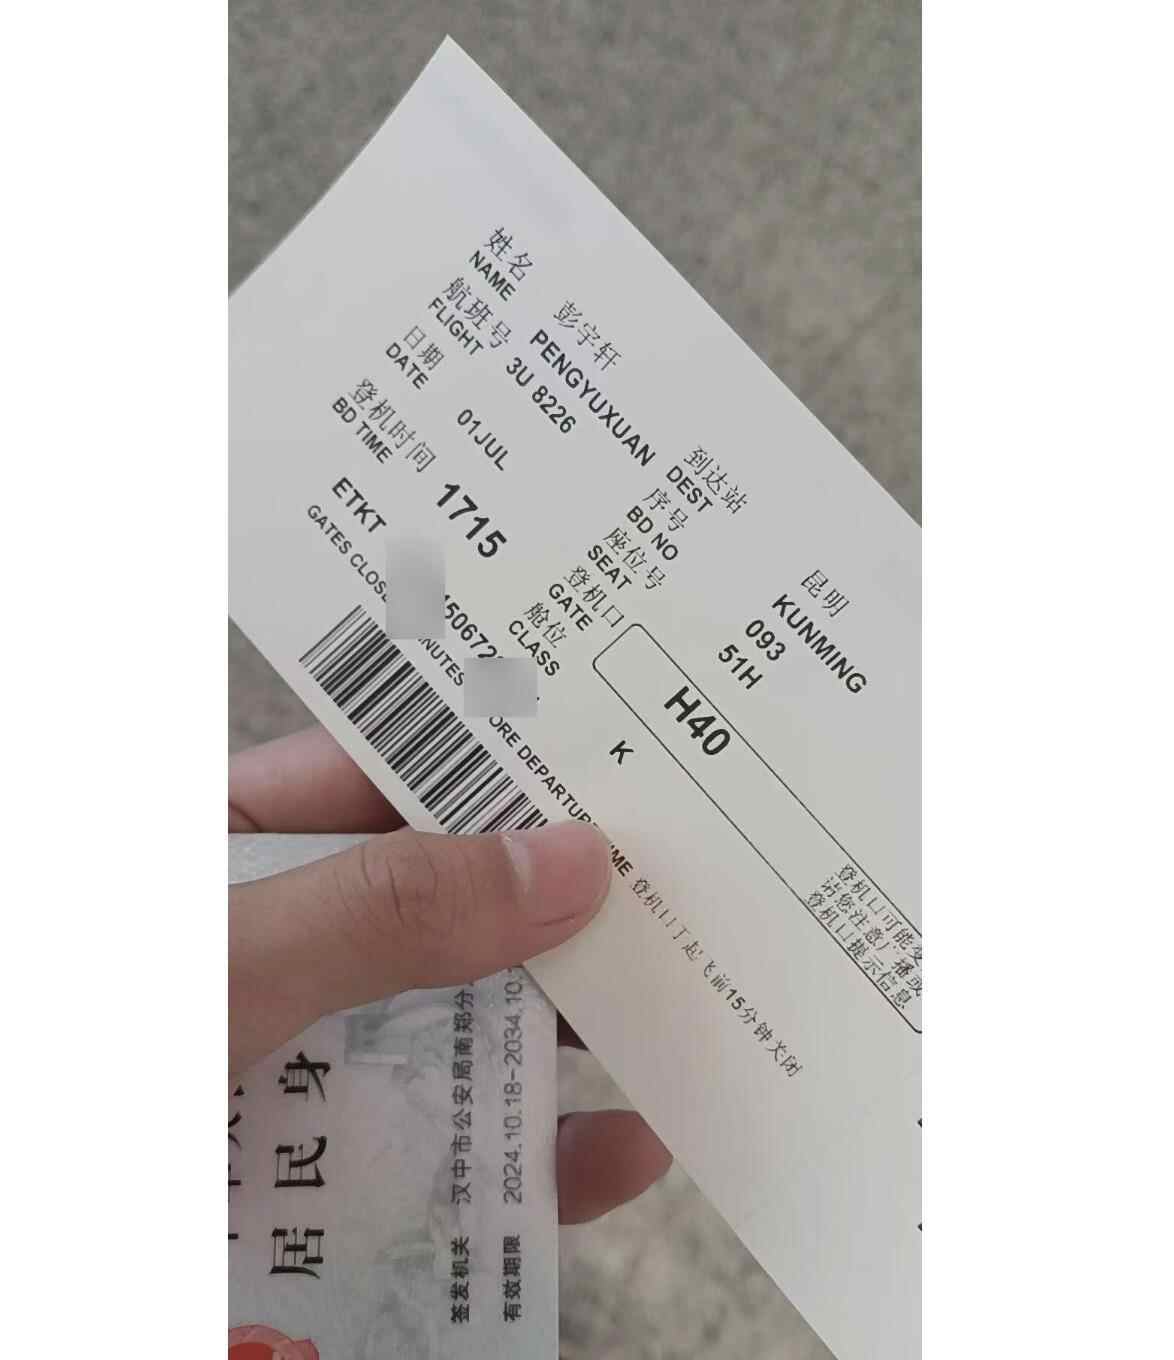 姓名 彭宇轩
NAME PENGYUXUAN
航班号
FLIGHT 3U 8226
日期
DATE 01JUL
登机时间
BD TIME 1715
ETKT
到达站 昆明
DEST KUNMING
序号
BD NO 093
座位号
SEAT 51H
登机口
GATE H40
舱位
CLASS K
登机口可能变
请您注意广播或
登机口提示信息
GATES CLOSE
DEPARTURE
登机口于起飞前15分钟关闭
居民身
签发机关 汉中市公安局南郑分
有效期限 2024.10.18-2034.10.